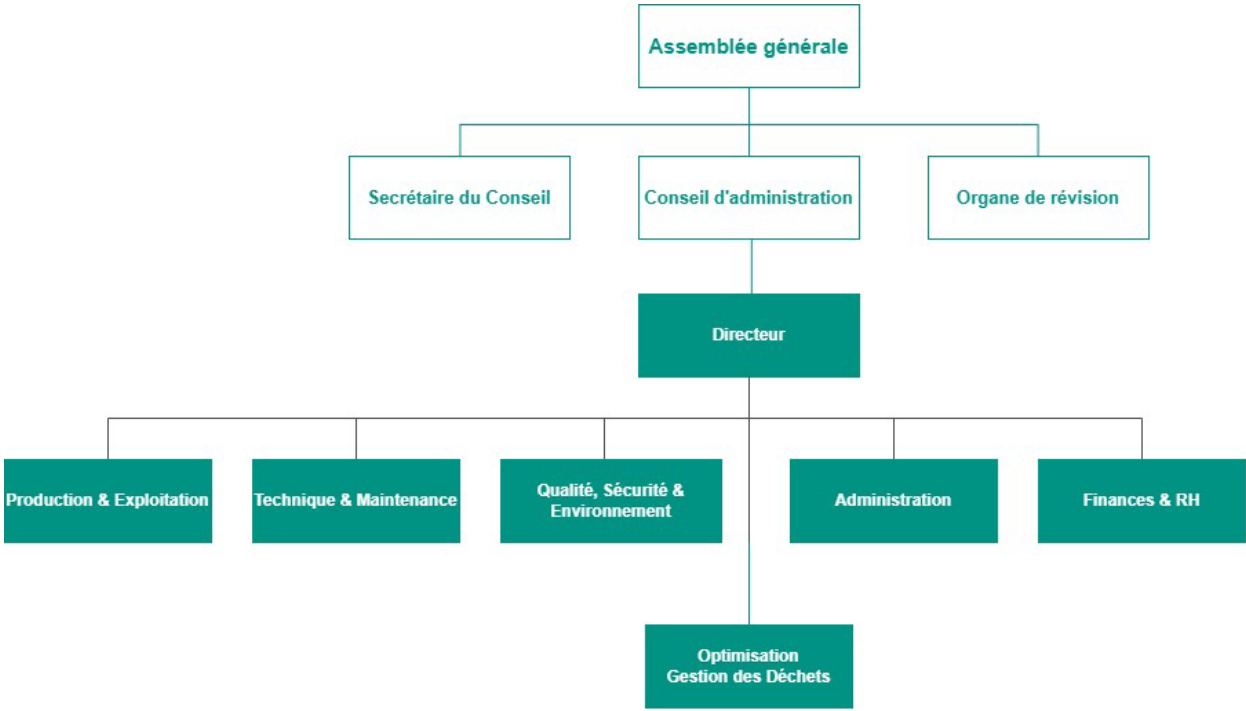 Assemblée générale
Secrétaire du Conseil
Conseil d'administration
Organe de révision
Directeur
Production & Exploitation
Technique & Maintenance
Qualité, Sécurité &
Environnement
Administration
Finances & RH
Optimisation
Gestion des Déchets